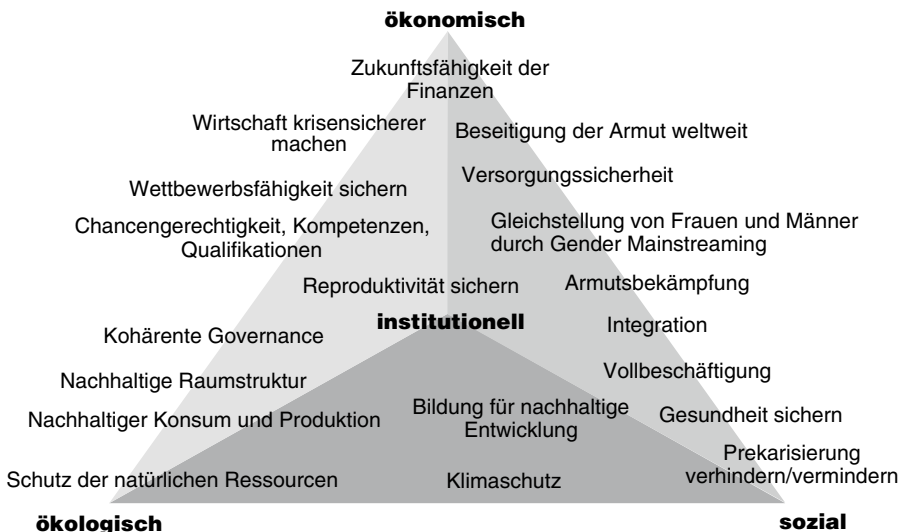 ökonomisch
Zukunftsfähigkeit der
Finanzen
Wirtschaft krisensicherer
machen
Beseitigung der Armut weltweit
Wettbewerbsfähigkeit sichern
Versorgungssicherheit
Chancengerechtigkeit, Kompetenzen,
Qualifikationen
Gleichstellung von Frauen und Männer
durch Gender Mainstreaming
Reproduktivität sichern
Armutsbekämpfung
institutionell
Integration
Kohärente Governance
Vollbeschäftigung
Nachhaltige Raumstruktur
Nachhaltiger Konsum und Produktion
Bildung für nachhaltige
Entwicklung
Gesundheit sichern
Prekarisierung
verhindern/vermindern
Schutz der natürlichen Ressourcen
Klimaschutz
ökologisch
sozial